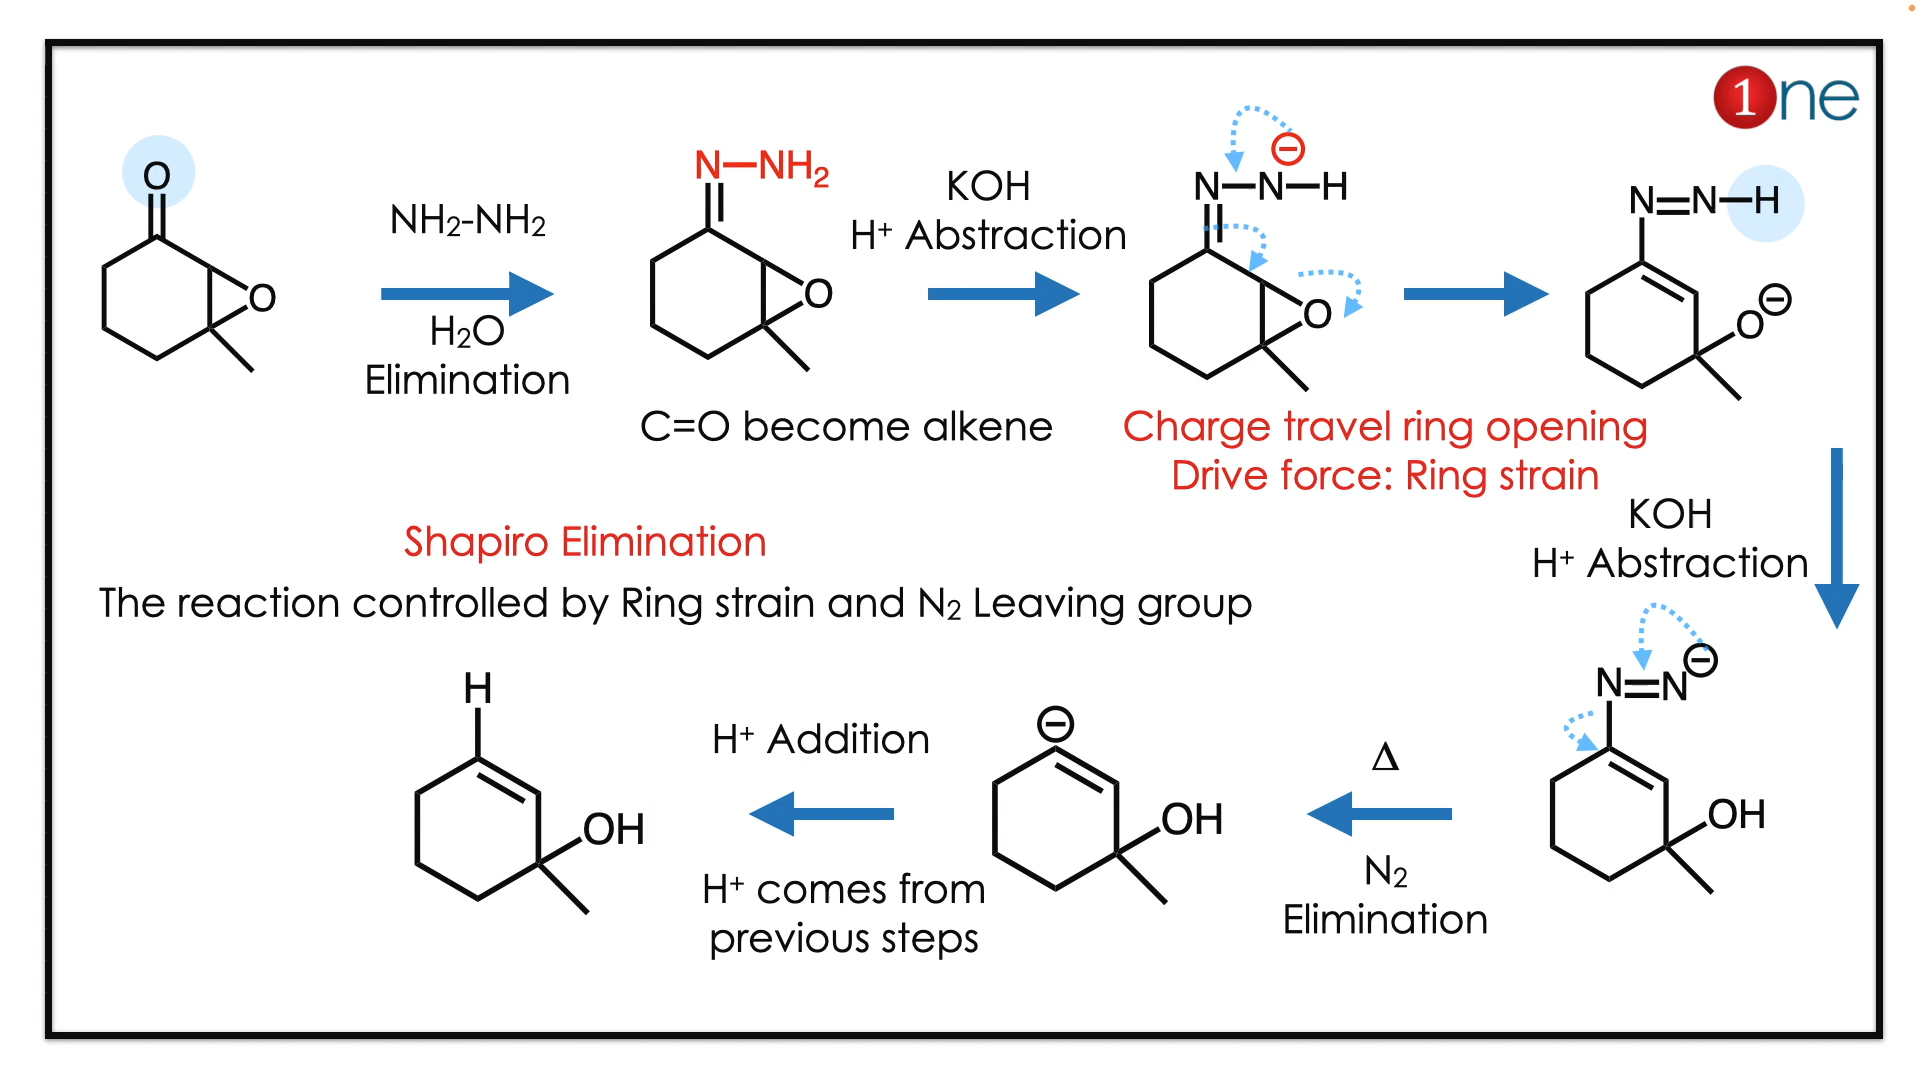 1ne
O
O
NH₂-NH₂
H₂O
Elimination
N—NH₂
O
C=O become alkene
KOH
H⁺ Abstraction
⊖
N—N—H
O
Charge travel ring opening
Drive force: Ring strain
N=N—H
O⊖
KOH
H⁺ Abstraction
Shapiro Elimination
The reaction controlled by Ring strain and N₂ Leaving group
N=N⊖
OH
Δ
N₂
Elimination
⊖
OH
H⁺ Addition
H⁺ comes from
previous steps
H
OH